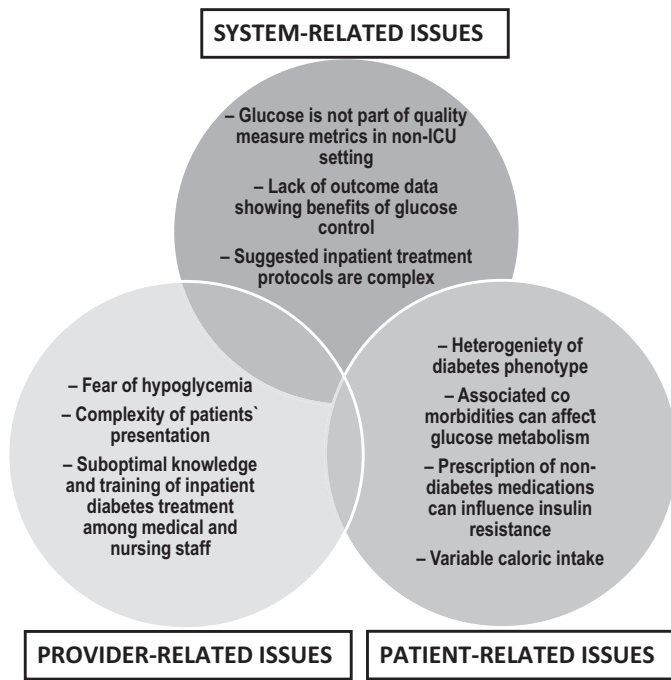 SYSTEM-RELATED ISSUES
– Glucose is not part of quality
measure metrics in non-ICU
setting
– Lack of outcome data
showing benefits of glucose
control
– Suggested inpatient treatment
protocols are complex
– Fear of hypoglycemia
– Complexity of patients`
presentation
– Suboptimal knowledge
and training of inpatient
diabetes treatment
among medical and
nursing staff
– Heterogeniety of
diabetes phenotype
– Associated co
morbidities can affect
glucose metabolism
– Prescription of non-
diabetes medications
can influence insulin
resistance
– Variable caloric intake
PROVIDER-RELATED ISSUES
PATIENT-RELATED ISSUES